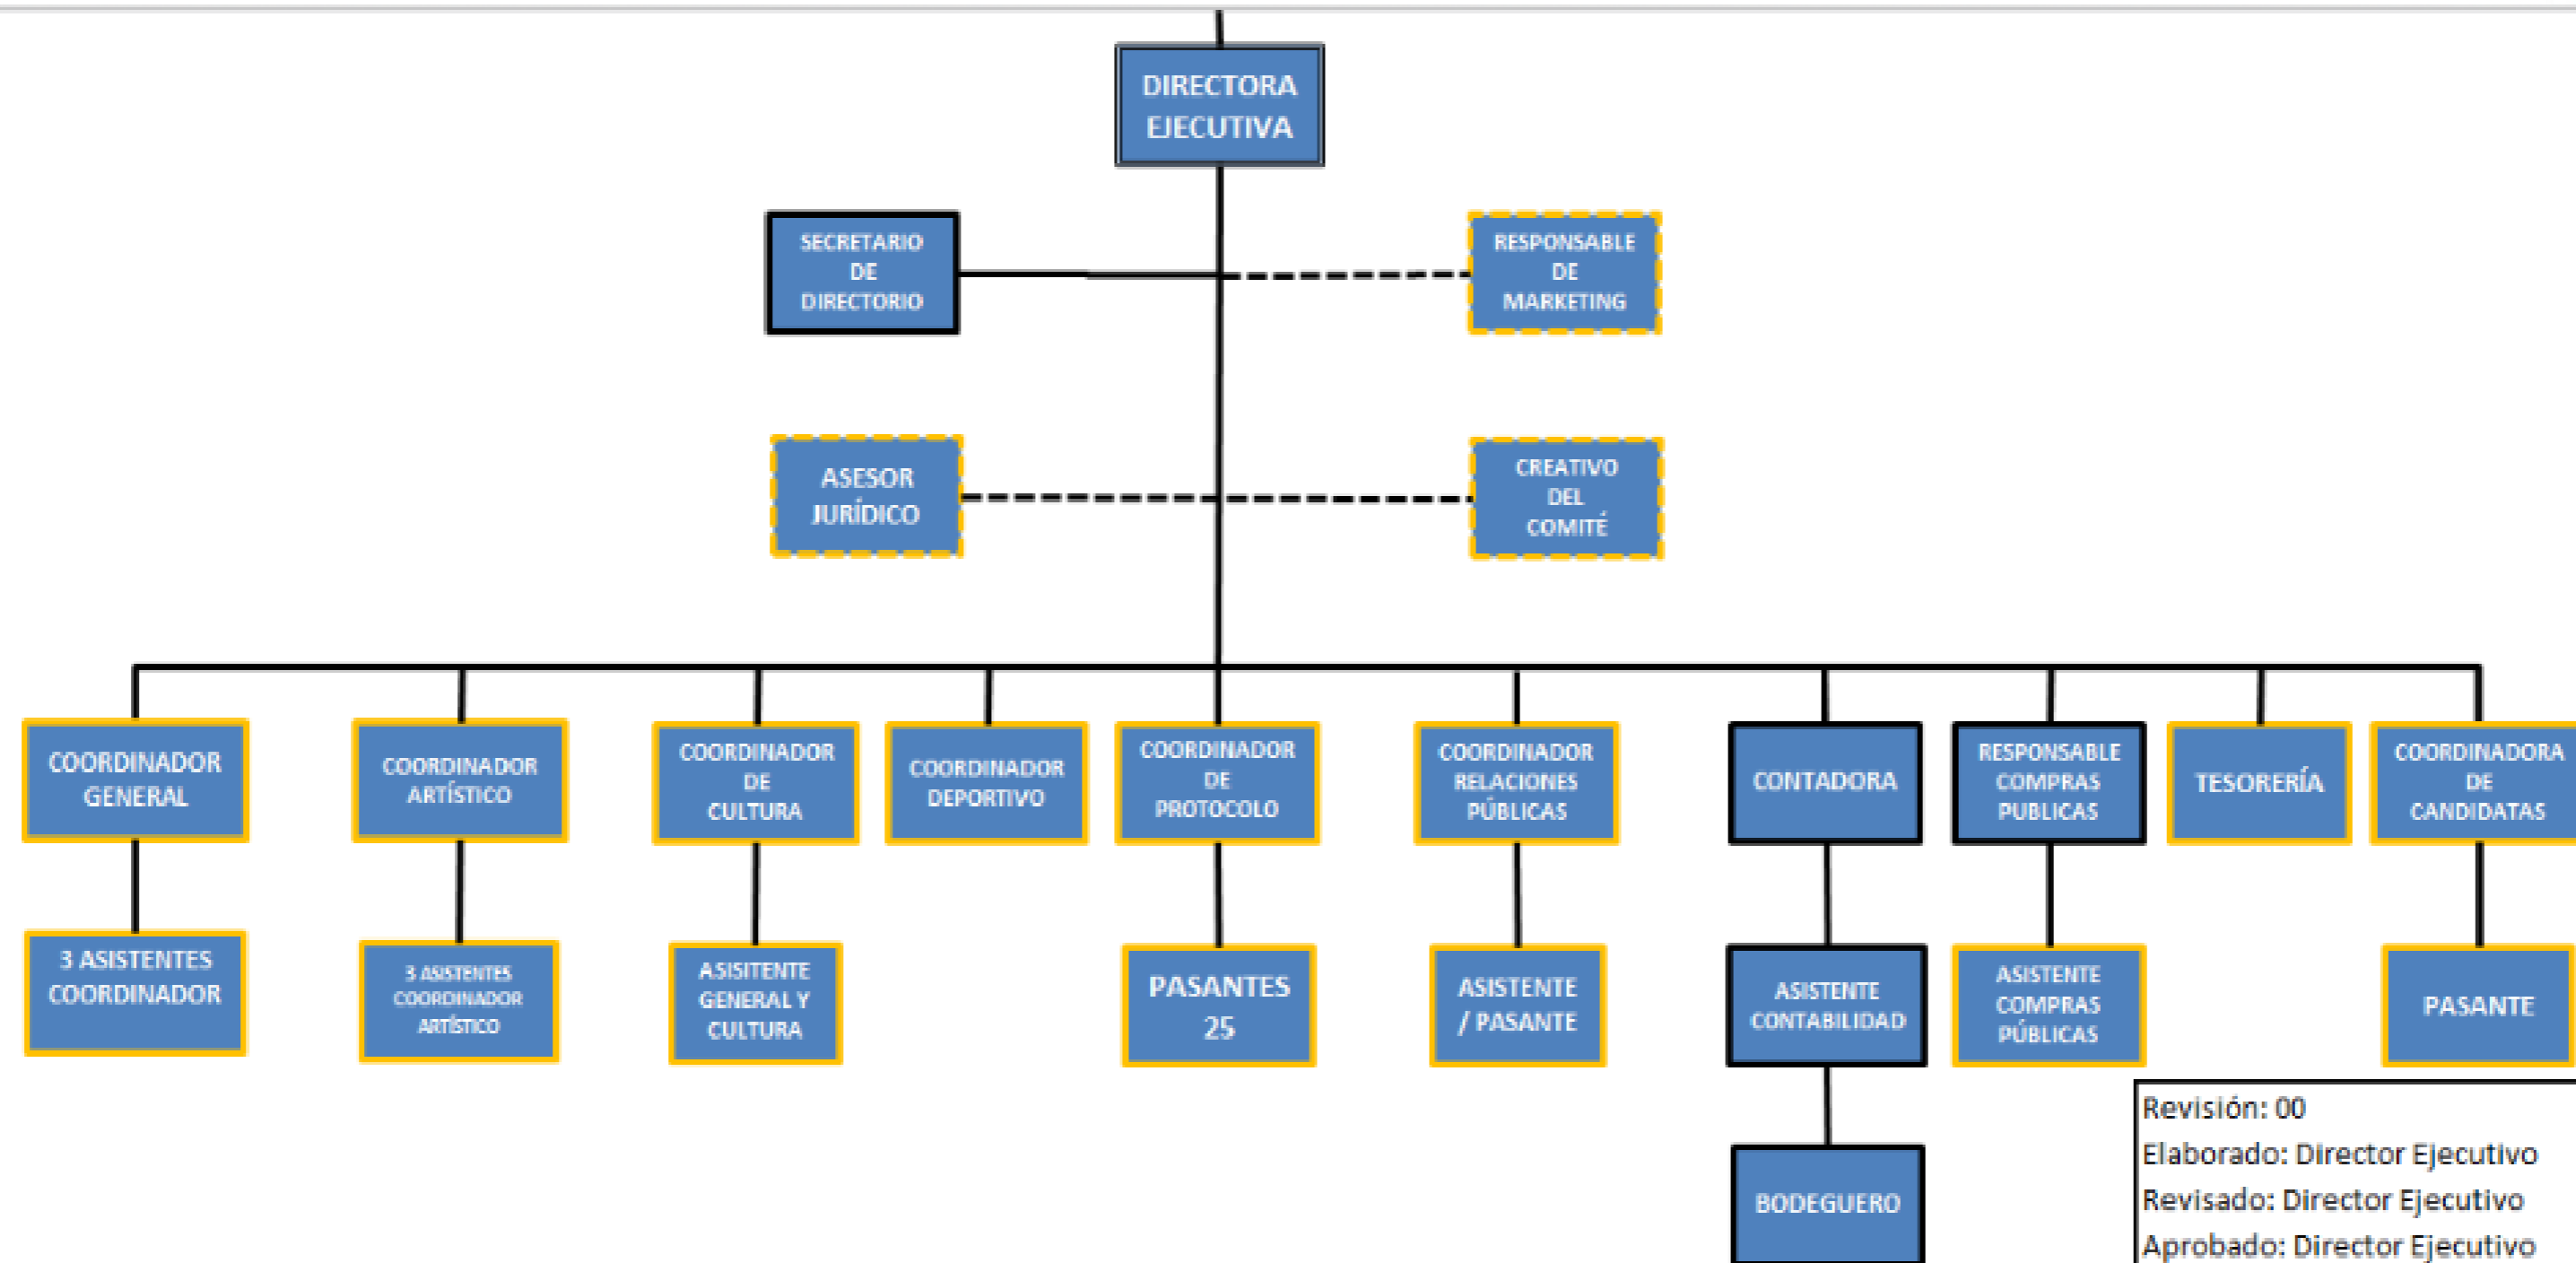 DIRECTORA
EJECUTIVA
SECRETARIO
DE
DIRECTORIO
RESPONSABLE
DE
MARKETING
ASESOR
JURÍDICO
CREATIVO
DEL
COMITÉ
COORDINADOR
GENERAL
COORDINADOR
ARTÍSTICO
COORDINADOR
DE
CULTURA
COORDINADOR
DEPORTIVO
COORDINADOR
DE
PROTOCOLO
COORDINADOR
RELACIONES
PÚBLICAS
CONTADORA
RESPONSABLE
COMPRAS
PUBLICAS
TESORERÍA
COORDINADORA
DE
CANDIDATAS
3 ASISTENTES
COORDINADOR
3 ASISTENTES
COORDINADOR
ARTÍSTICO
ASISITENTE
GENERAL Y
CULTURA
PASANTES
25
ASISTENTE
/ PASANTE
ASISTENTE
CONTABILIDAD
ASISTENTE
COMPRAS
PÚBLICAS
PASANTE
BODEGUERO
Revisión: 00
Elaborado: Director Ejecutivo
Revisado: Director Ejecutivo
Aprobado: Director Ejecutivo